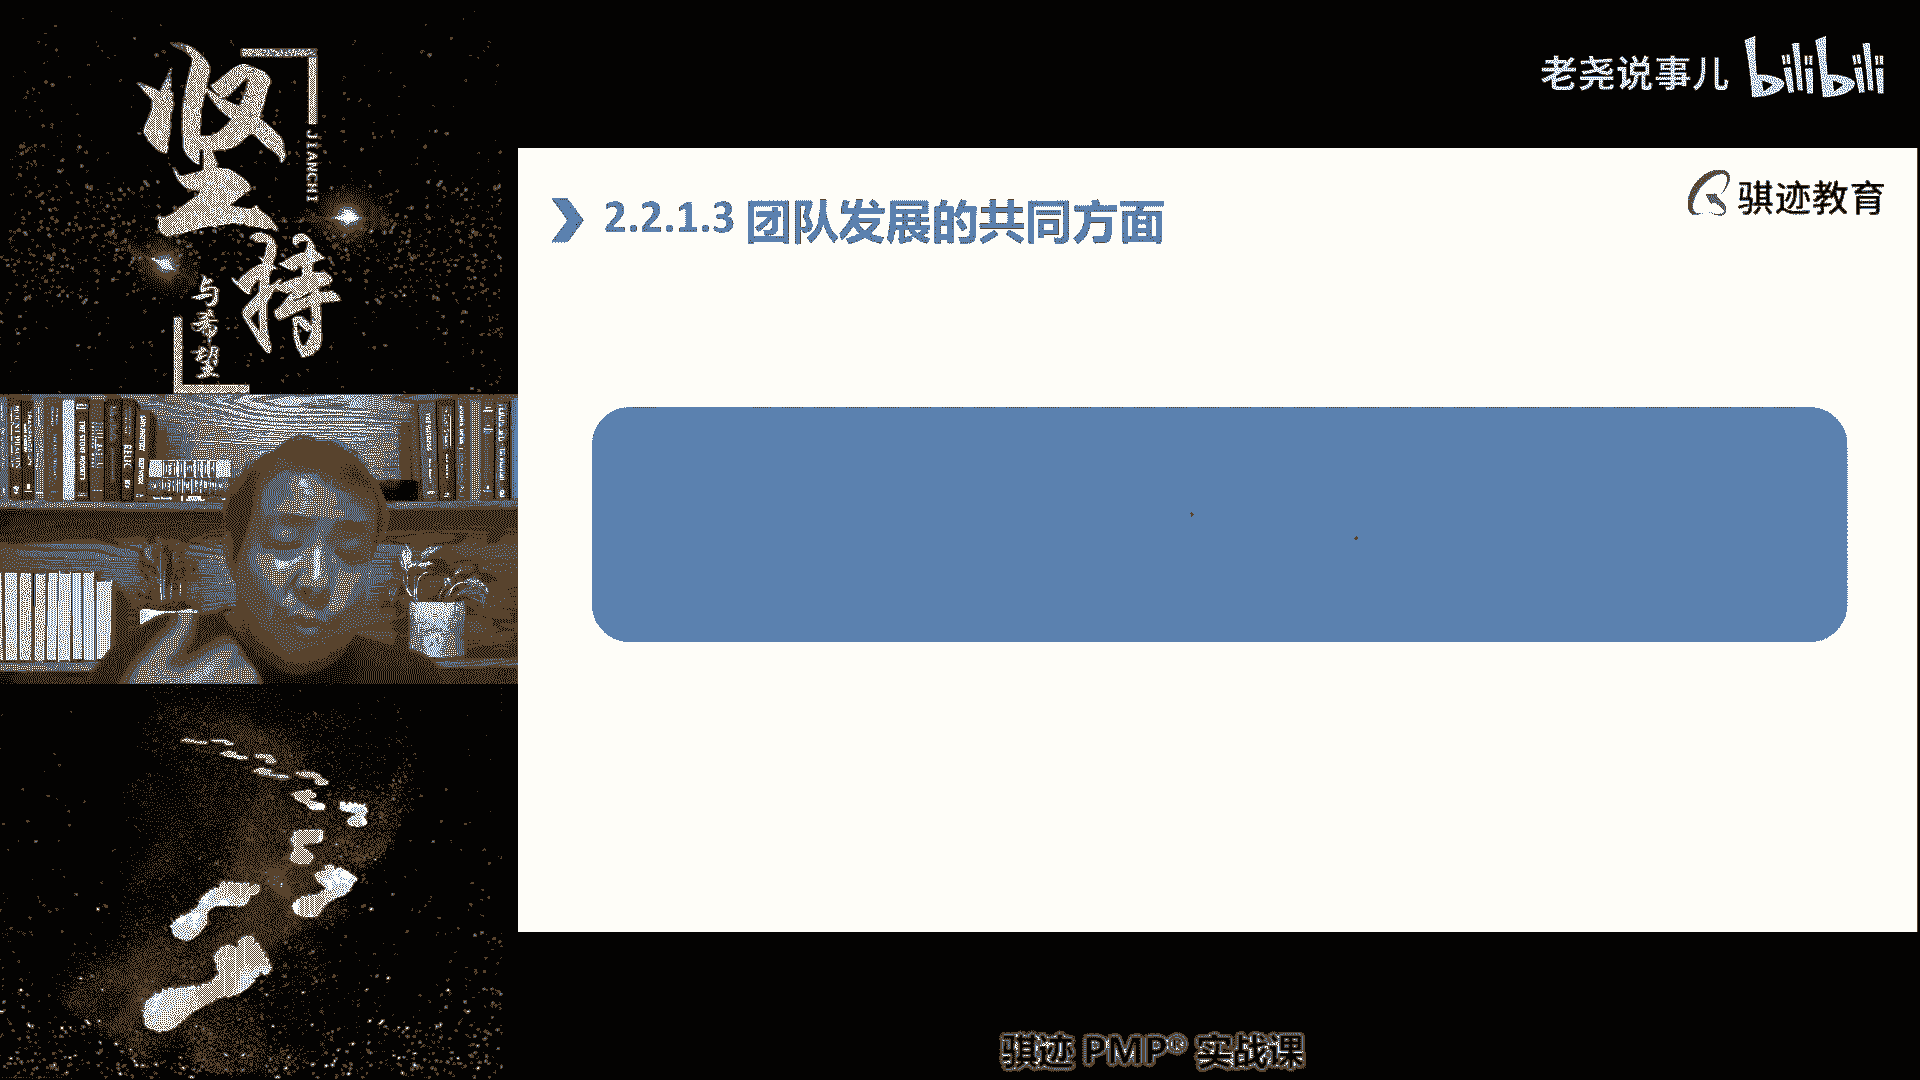 坚持
JIANCHI
与希望
老尧说事儿 bilibili
骐迹教育
2.2.1.3 团队发展的共同方面
骐迹 PMP® 实战课